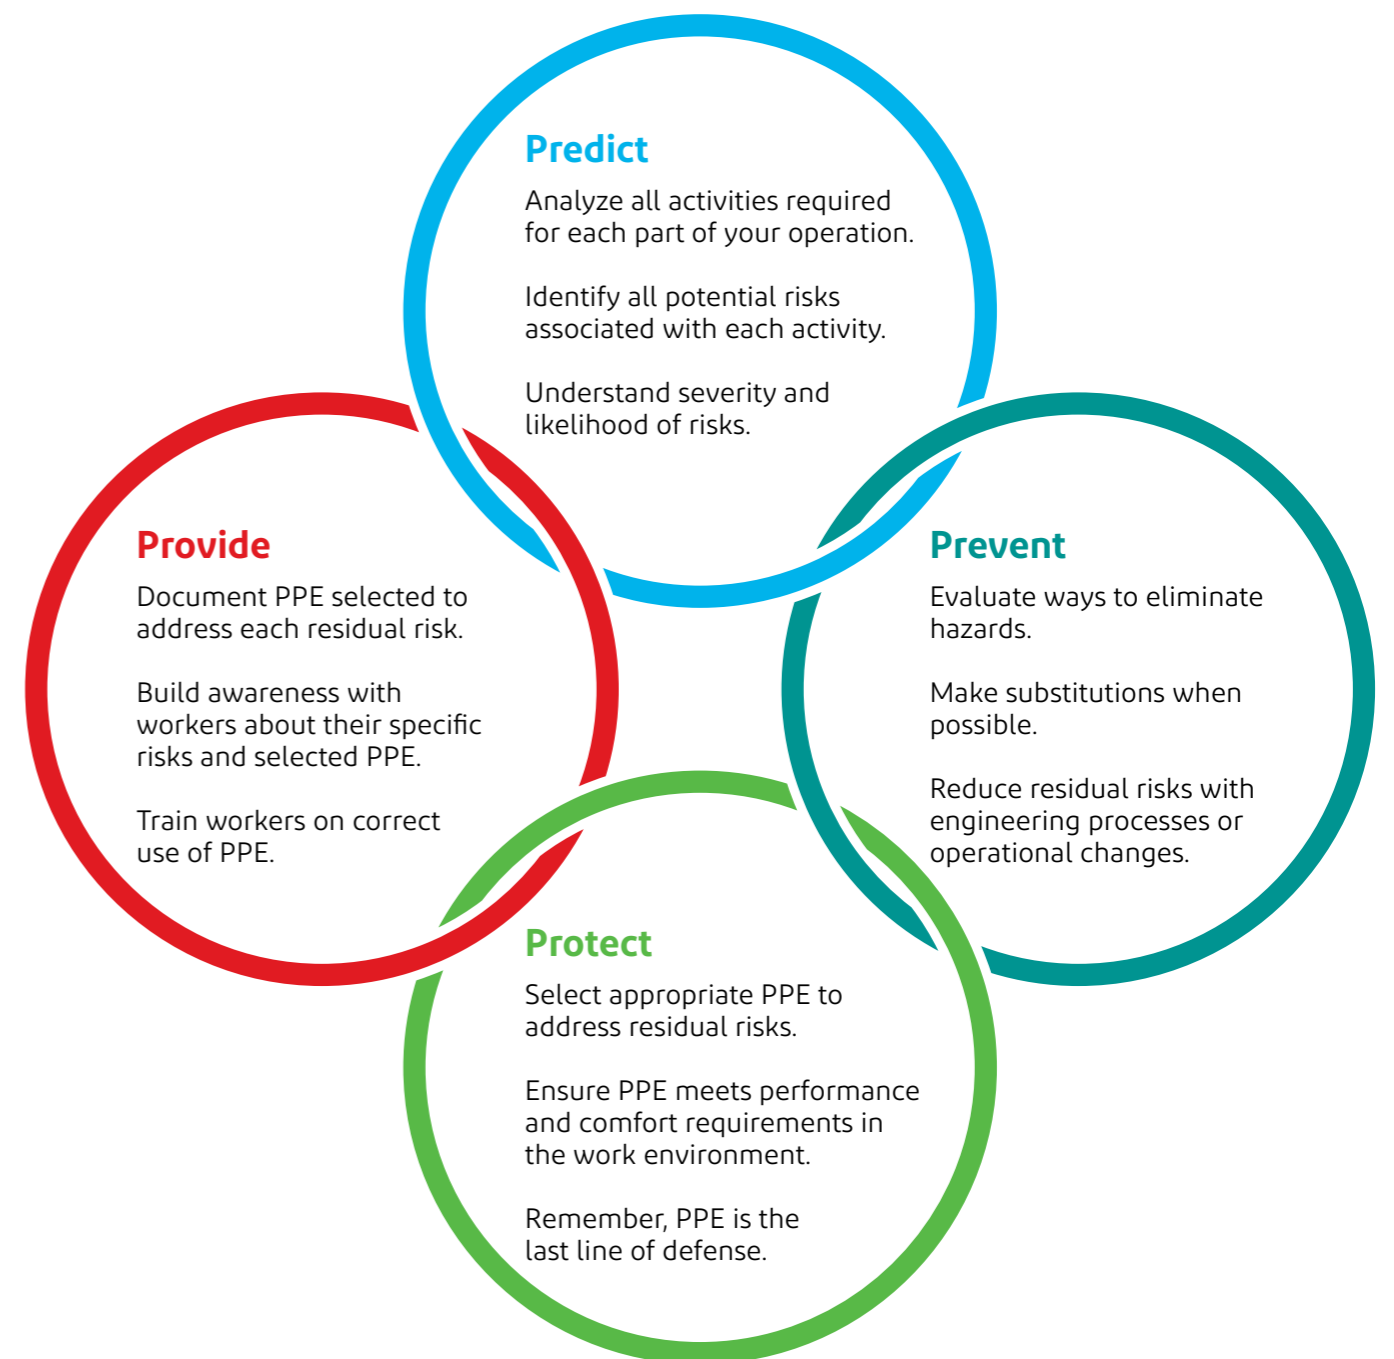 Predict
Analyze all activities required
for each part of your operation.
Identify all potential risks
associated with each activity.
Understand severity and
likelihood of risks.
Provide
Document PPE selected to
address each residual risk.
Build awareness with
workers about their specific
risks and selected PPE.
Train workers on correct
use of PPE.
Prevent
Evaluate ways to eliminate
hazards.
Make substitutions when
possible.
Reduce residual risks with
engineering processes or
operational changes.
Protect
Select appropriate PPE to
address residual risks.
Ensure PPE meets performance
and comfort requirements in
the work environment.
Remember, PPE is the
last line of defense.